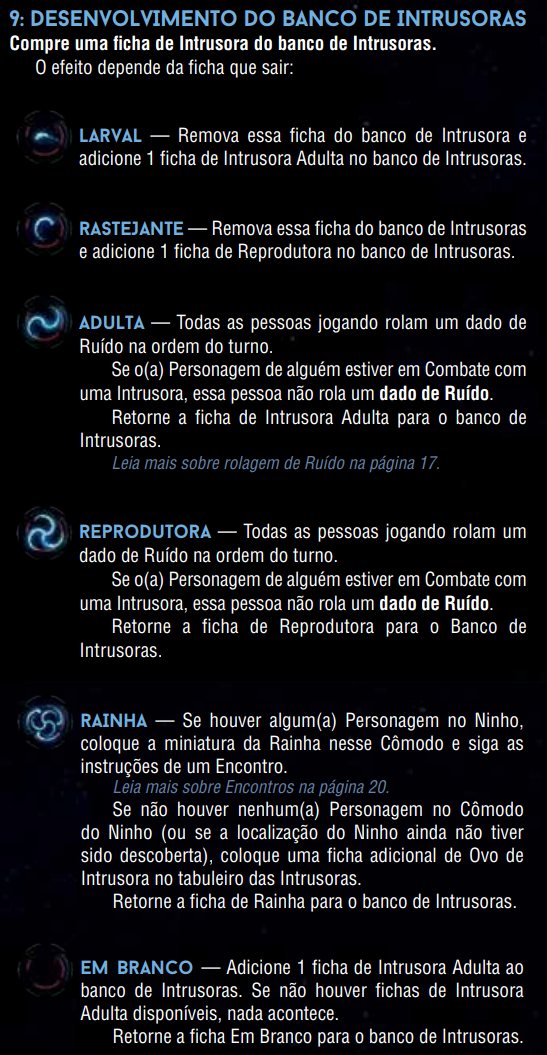 9: DESENVOLVIMENTO DO BANCO DE INTRUSORAS
Compre uma ficha de Intrusora do banco de Intrusoras.
O efeito depende da ficha que sair:
LARVAL — Remova essa ficha do banco de Intrusora e
adicione 1 ficha de Intrusora Adulta no banco de Intrusoras.
RASTEJANTE — Remova essa ficha do banco de Intrusoras
e adicione 1 ficha de Reprodutora no banco de Intrusoras.
ADULTA — Todas as pessoas jogando rolam um dado de
Ruído na ordem do turno.
Se o(a) Personagem de alguém estiver em Combate com
uma Intrusora, essa pessoa não rola um dado de Ruído.
Retorne a ficha de Intrusora Adulta para o banco de
Intrusoras.
Leia mais sobre rolagem de Ruído na página 17.
REPRODUTORA — Todas as pessoas jogando rolam um
dado de Ruído na ordem do turno.
Se o(a) Personagem de alguém estiver em Combate com
uma Intrusora, essa pessoa não rola um dado de Ruído.
Retorne a ficha de Reprodutora para o Banco de
Intrusoras.
RAINHA — Se houver algum(a) Personagem no Ninho,
coloque a miniatura da Rainha nesse Cômodo e siga as
instruções de um Encontro.
Leia mais sobre Encontros na página 20.
Se não houver nenhum(a) Personagem no Cômodo
do Ninho (ou se a localização do Ninho ainda não tiver
sido descoberta), coloque uma ficha adicional de Ovo de
Intrusora no tabuleiro das Intrusoras.
Retorne a ficha de Rainha para o banco de Intrusoras.
EM BRANCO — Adicione 1 ficha de Intrusora Adulta ao
banco de Intrusoras. Se não houver fichas de Intrusora
Adulta disponíveis, nada acontece.
Retorne a ficha Em Branco para o banco de Intrusoras.